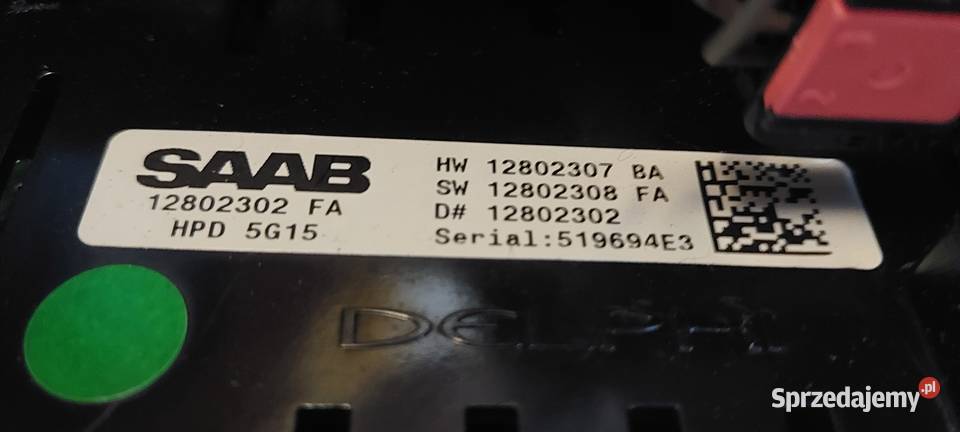 SAAB
12802302 FA
HPD 5G15
HW 12802307 BA
SW 12802308 FA
D# 12802302
Serial:519694E3
DELPHI
Sprzedajemy.pl